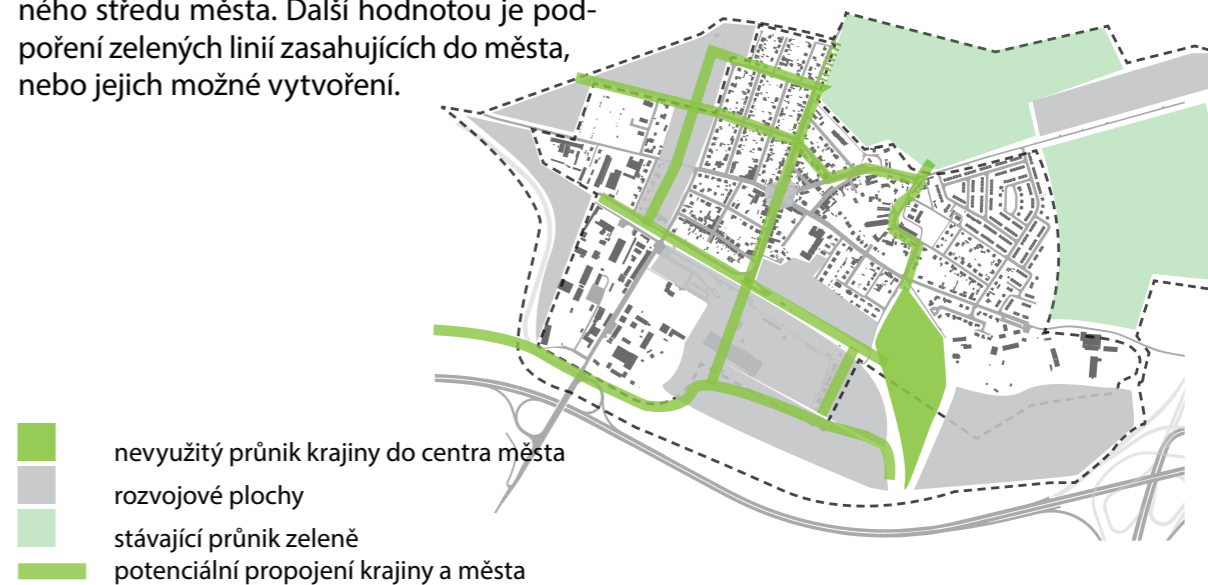 ného středu města. Další hodnotou je pod-
poření zelených linií zasahujících do města,
nebo jejich možné vytvoření.
nevyužitý průnik krajiny do centra města
rozvojové plochy
stávající průnik zeleně
potenciální propojení krajiny a města